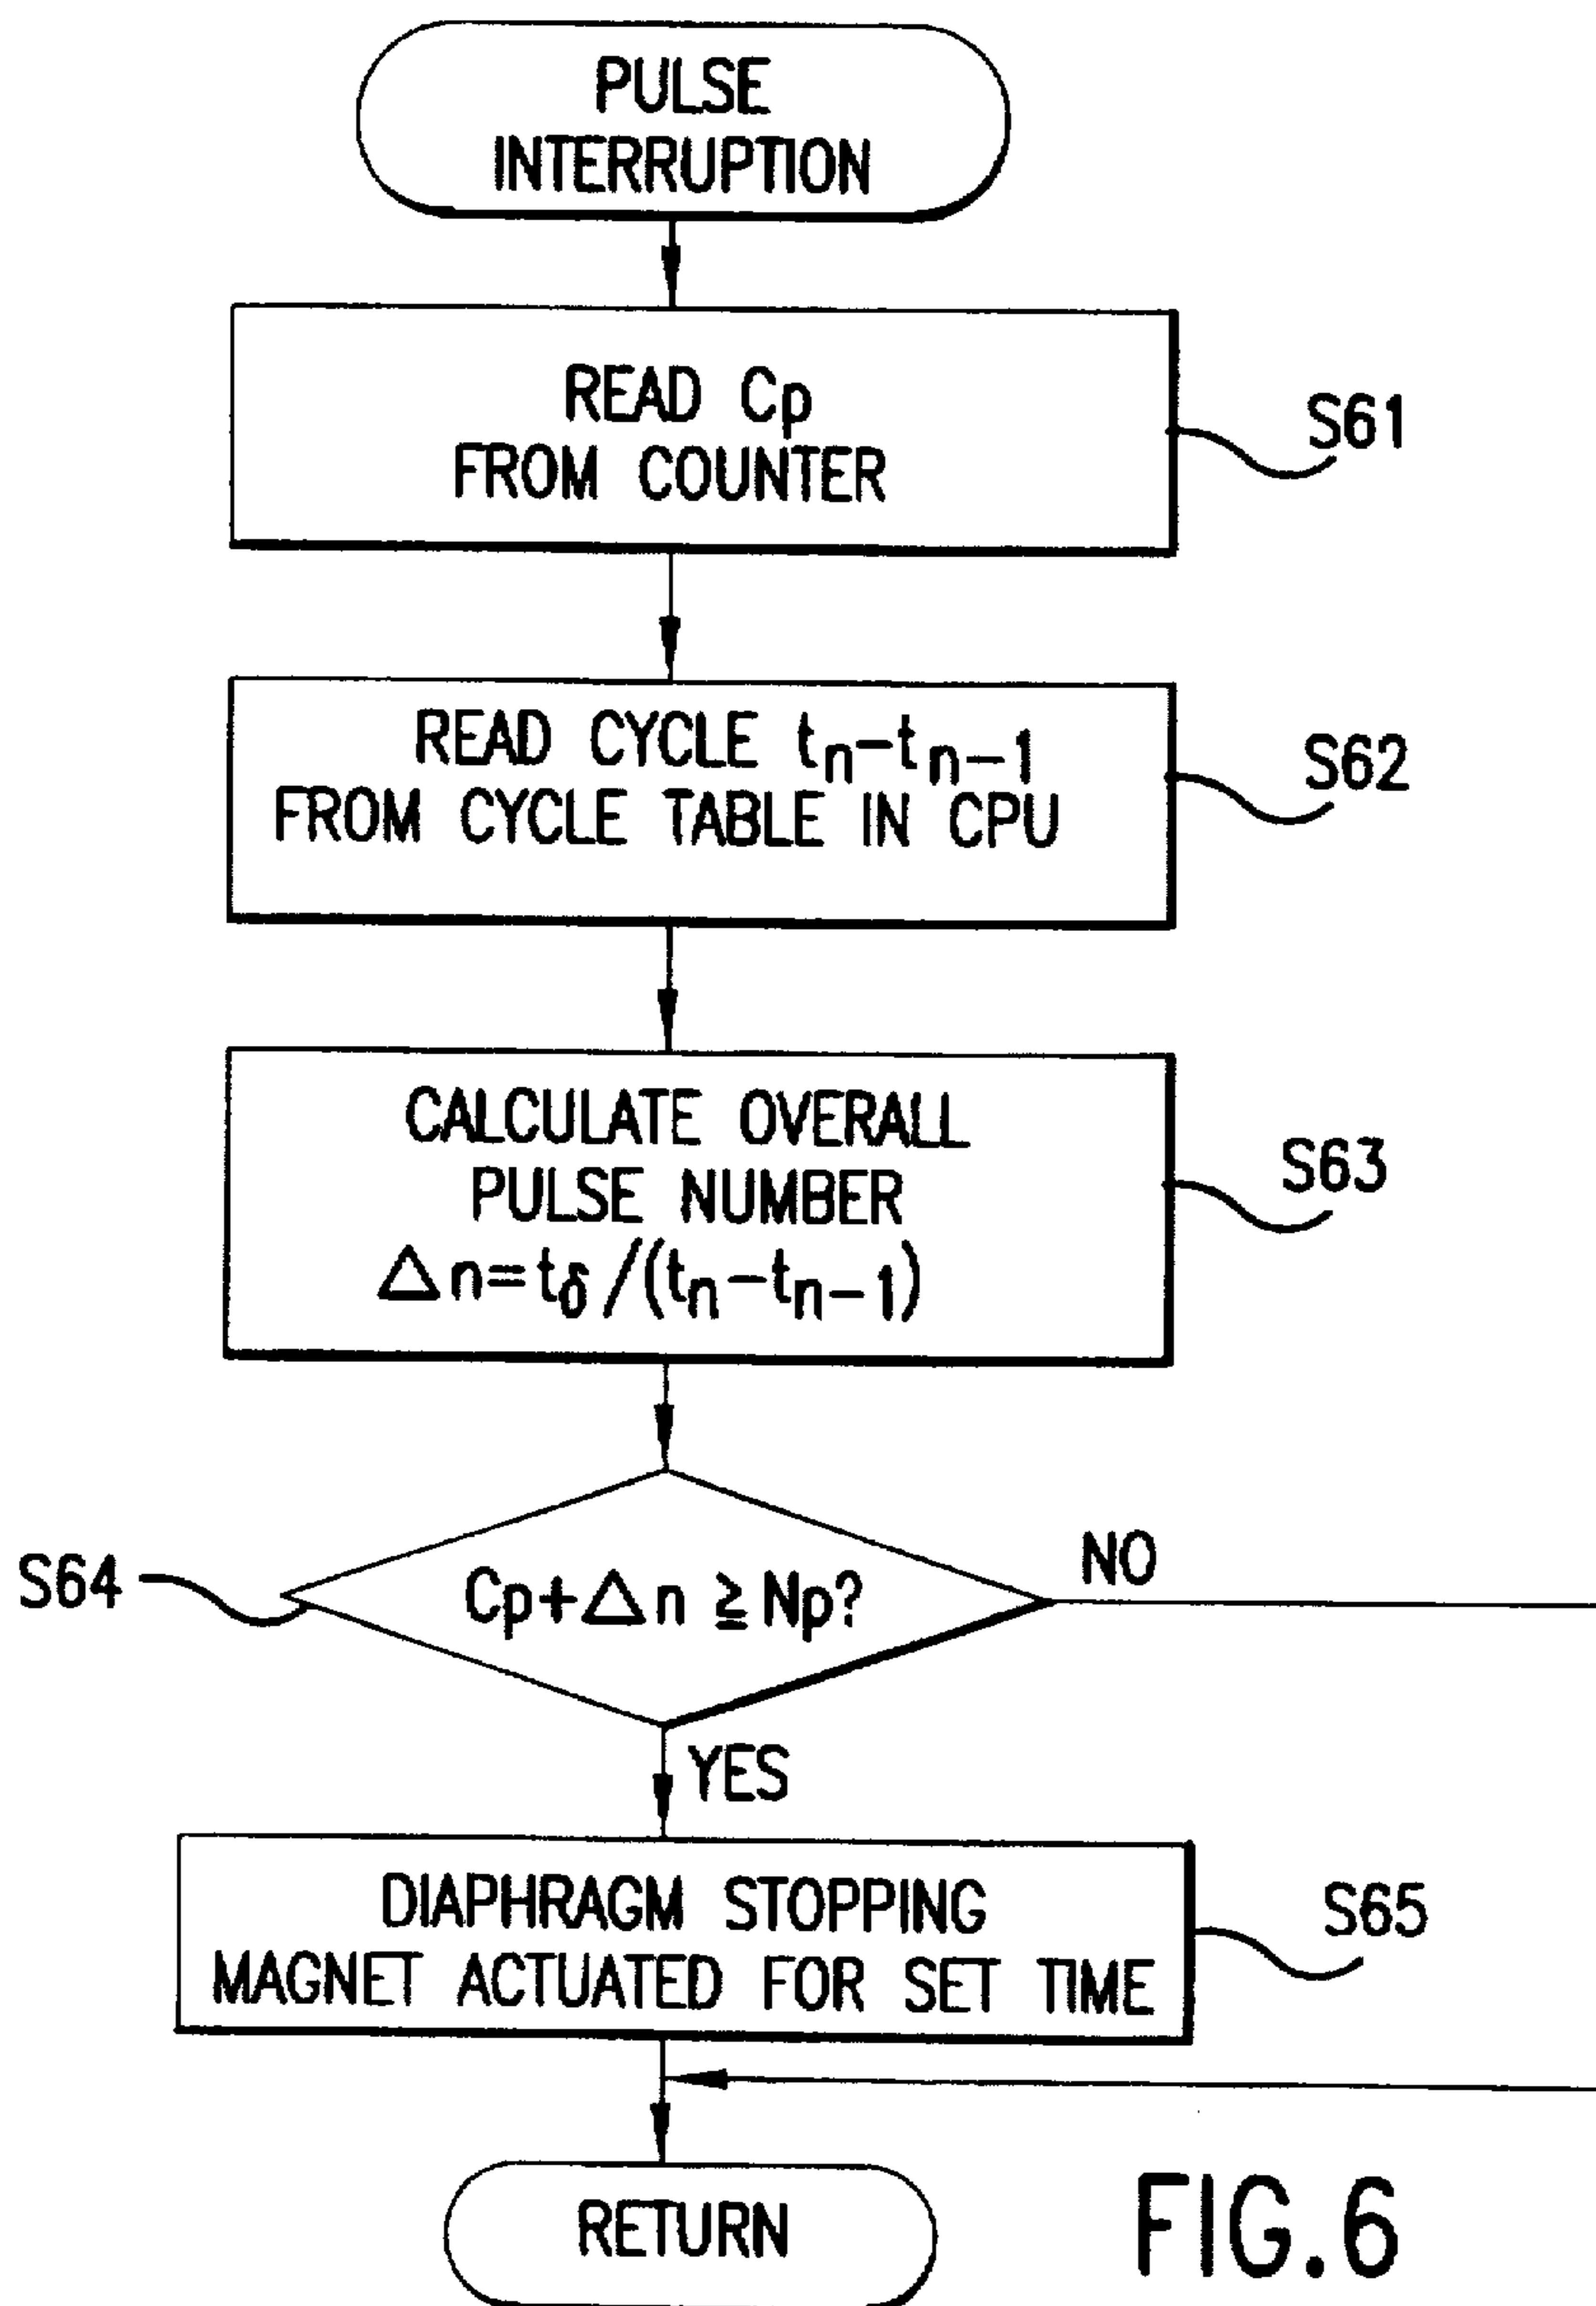 PULSE
INTERRUPTION
READ Cp
FROM COUNTER
S61
READ CYCLE tn−tn−1
FROM CYCLE TABLE IN CPU
S62
CALCULATE OVERALL
PULSE NUMBER
△n=tδ/(tn−tn−1)
S63
S64
Cp+△n≧Np?
NO
YES
DIAPHRAGM STOPPING
MAGNET ACTUATED FOR SET TIME
S65
RETURN
FIG.6